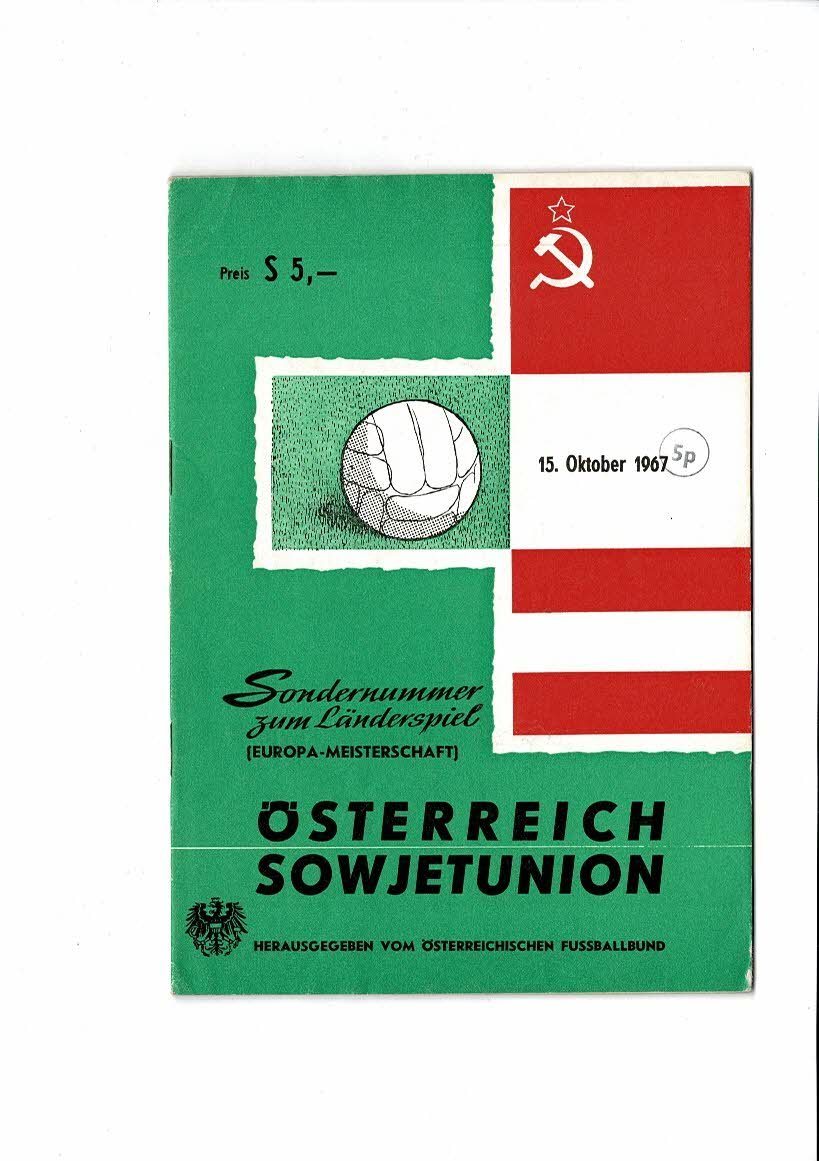 Preis S 5,—
15. Oktober 1967
5p
Sondernummer
zum Länderspiel
(EUROPA-MEISTERSCHAFT)
ÖSTERREICH
SOWJETUNION
HERAUSGEGEBEN VOM ÖSTERREICHISCHEN FUSSBALLBUND